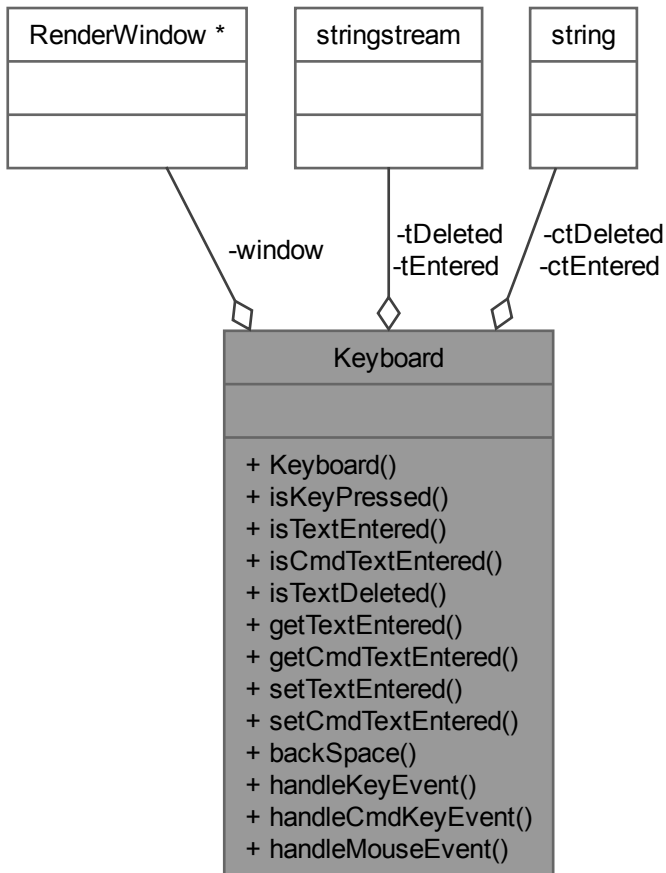 RenderWindow *
stringstream
string
-window
-tDeleted
-tEntered
-ctDeleted
-ctEntered
Keyboard
+ Keyboard()
+ isKeyPressed()
+ isTextEntered()
+ isCmdTextEntered()
+ isTextDeleted()
+ getTextEntered()
+ getCmdTextEntered()
+ setTextEntered()
+ setCmdTextEntered()
+ backSpace()
+ handleKeyEvent()
+ handleCmdKeyEvent()
+ handleMouseEvent()